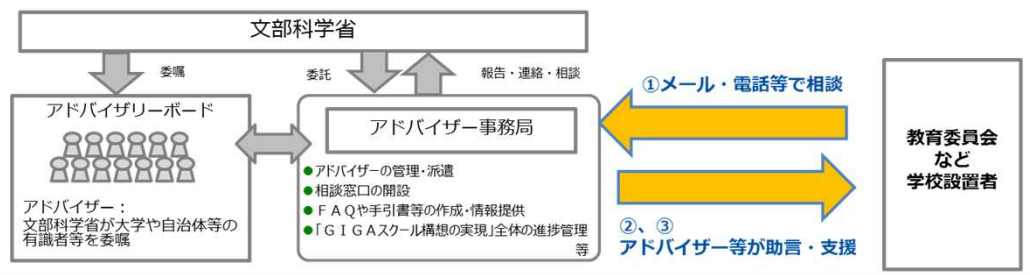 文部科学省
委嘱
委託
報告・連絡・相談
アドバイザリーボード
アドバイザー：
文部科学省が大学や自治体等の
有識者等を委嘱
アドバイザー事務局
●アドバイザーの管理・派遣
●相談窓口の開設
●ＦＡＱや手引書等の作成・情報提供
●「ＧＩＧＡスクール構想の実現」全体の進捗管理
等
①メール・電話等で相談
②、③
アドバイザー等が助言・支援
教育委員会
など
学校設置者